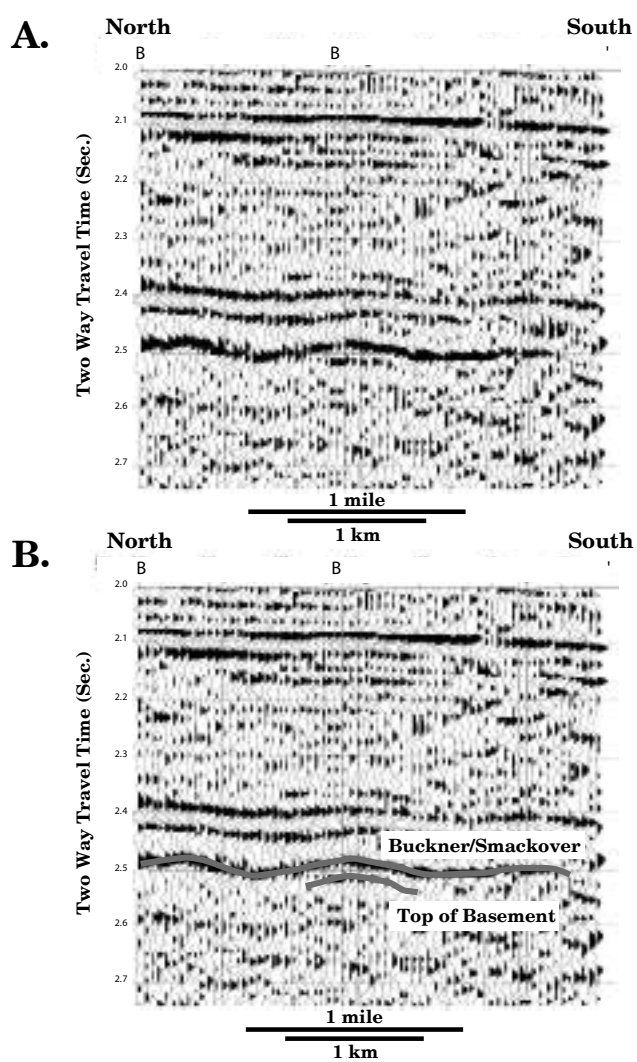 A.
North South
B B '
Two Way Travel Time (Sec.)
2.0
2.1
2.2
2.3
2.4
2.5
2.6
2.7
1 mile
1 km
B.
North South
B B '
Two Way Travel Time (Sec.)
2.0
2.1
2.2
2.3
2.4
2.5
2.6
2.7
Buckner/Smackover
Top of Basement
1 mile
1 km